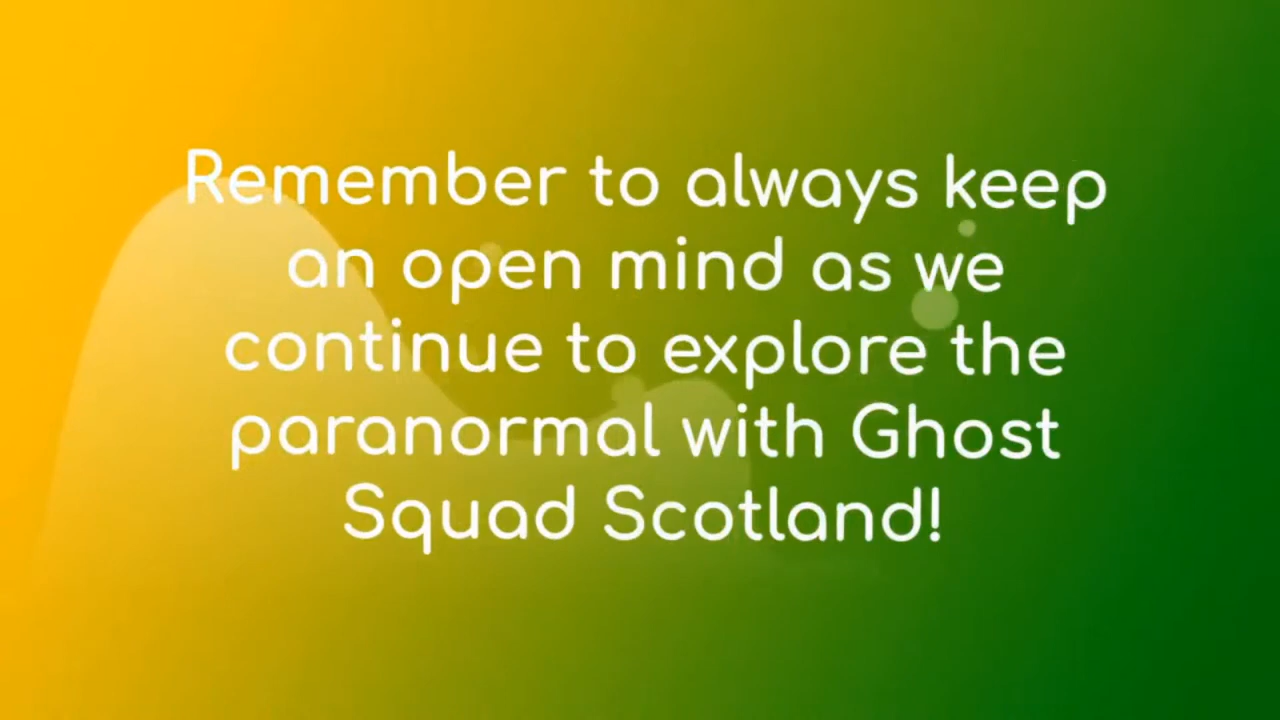 Remember to always keep
an open mind as we
continue to explore the
paranormal with Ghost
Squad Scotland!